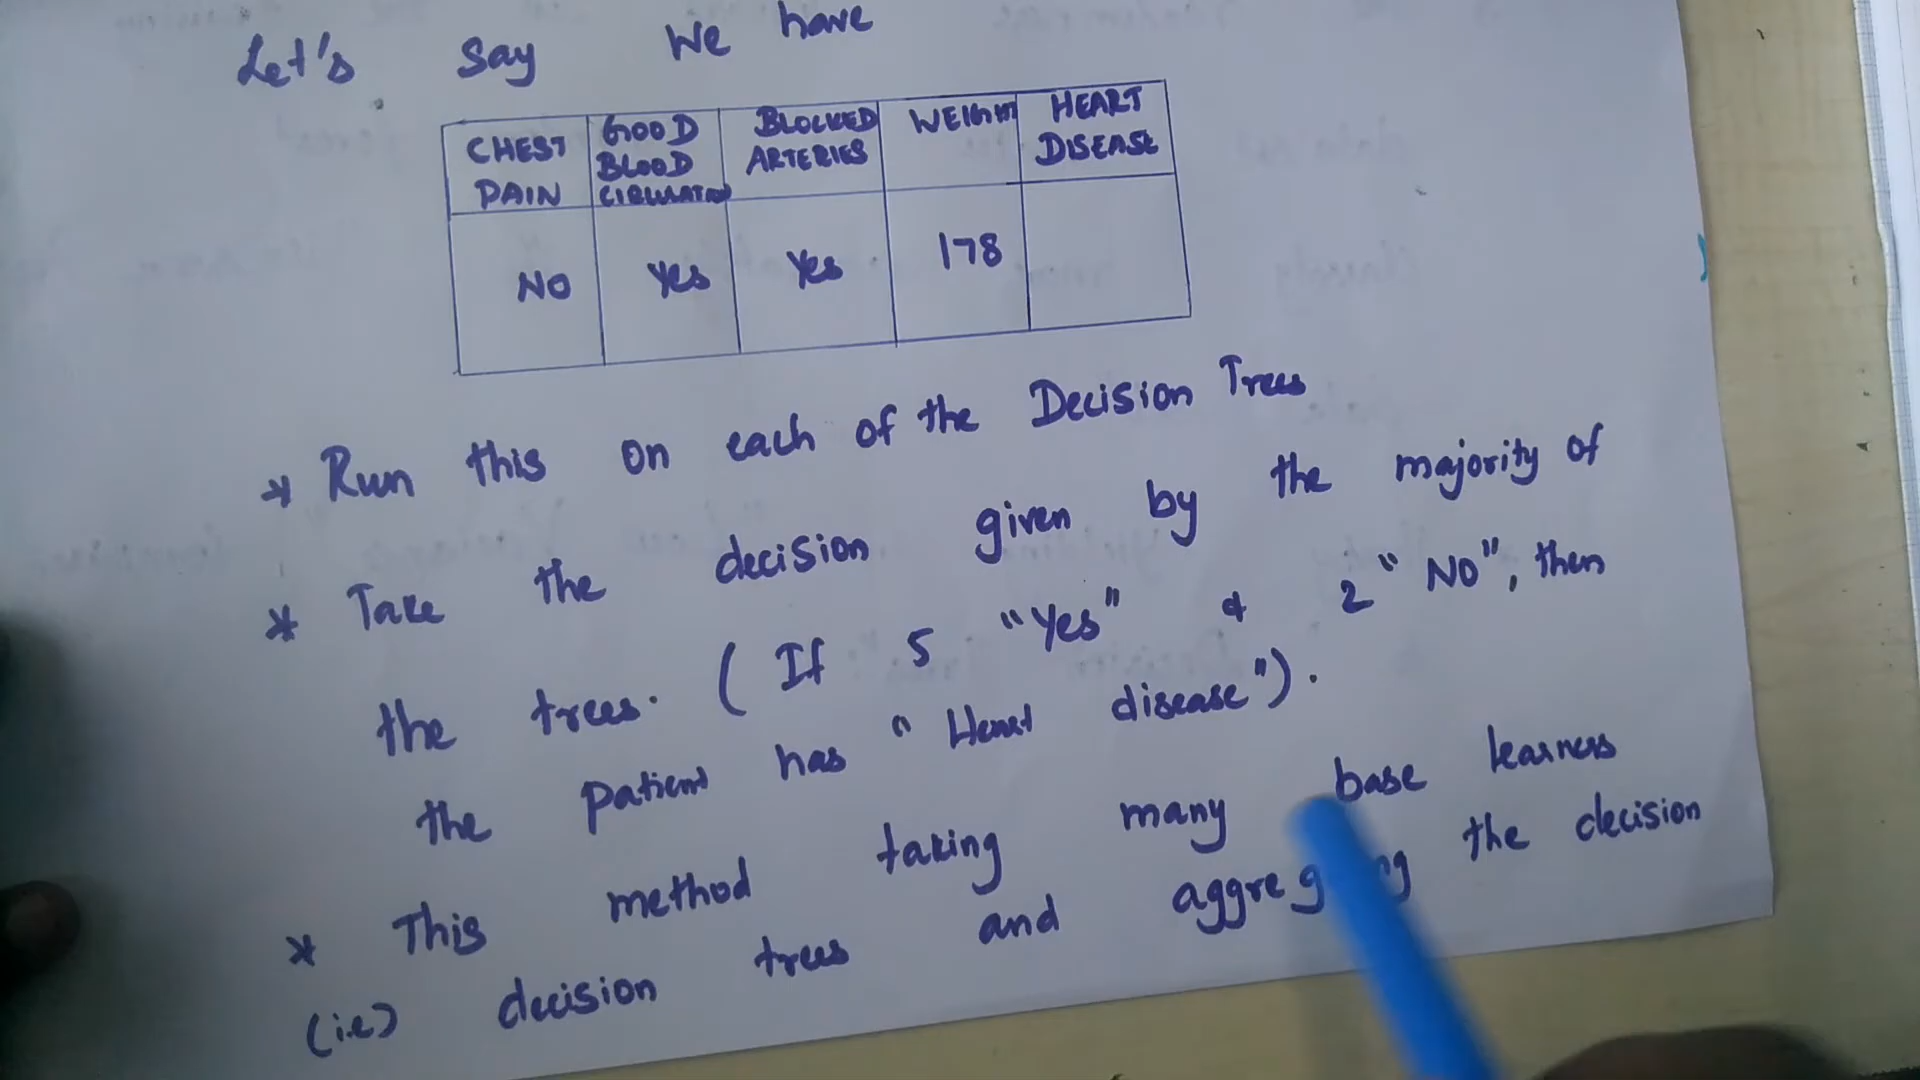 Let's say we have
CHEST PAIN | GOOD BLOOD CIRCULATION | BLOCKED ARTERIES | WEIGHT | HEART DISEASE
NO | Yes | Yes | 178
* Run this on each of the Decision Trees
* Take the decision given by the majority of
the trees. ( If 5 "Yes" & 2 "NO", then
the patient has "Heart disease").
* This method taking many base learners
(i.e) decision trees and aggregating the decision